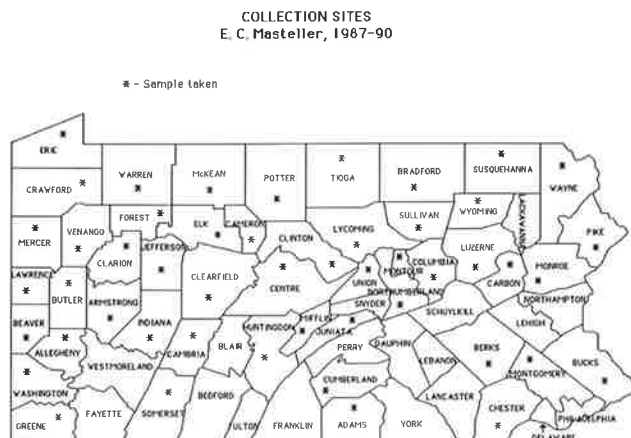 COLLECTION SITES
E. C. Masteller, 1987-90
* - Sample taken
ERIC
CRAWFORD
WARREN
McKEAN
POTTER
TIOGA
BRADFORD
SUSQUEHANNA
WAYNE
FOREST
ELK
CAMERON
SULLIVAN
WYOMING
LACKAWANNA
MERCER
VENANGO
CLINTON
LYCOMING
PIKE
JEFFERSON
CLARION
CLEARFIELD
LUZERNE
COLUMBIA
MONROE
LAWRENCE
BUTLER
CENTRE
UNION
MONTOUR
CARBON
ARMSTRONG
NORTHUMBERLAND
SNYDER
NORTHAMPTON
BEAVER
INDIANA
MIFFLIN
SCHUYLKILL
HUNTINGDON
JUNIATA
LEHIGH
ALLEGHENY
CAMBRIA
BLAIR
PERRY
DAUPHIN
LEBANON
BERKS
BUCKS
WESTMORELAND
MONTGOMERY
CUMBERLAND
WASHINGTON
BEDFORD
LANCASTER
SOMERSET
CHESTER
FAYETTE
GREENE
FULTON
FRANKLIN
ADAMS
YORK
PHILADELPHIA
DELAWARE